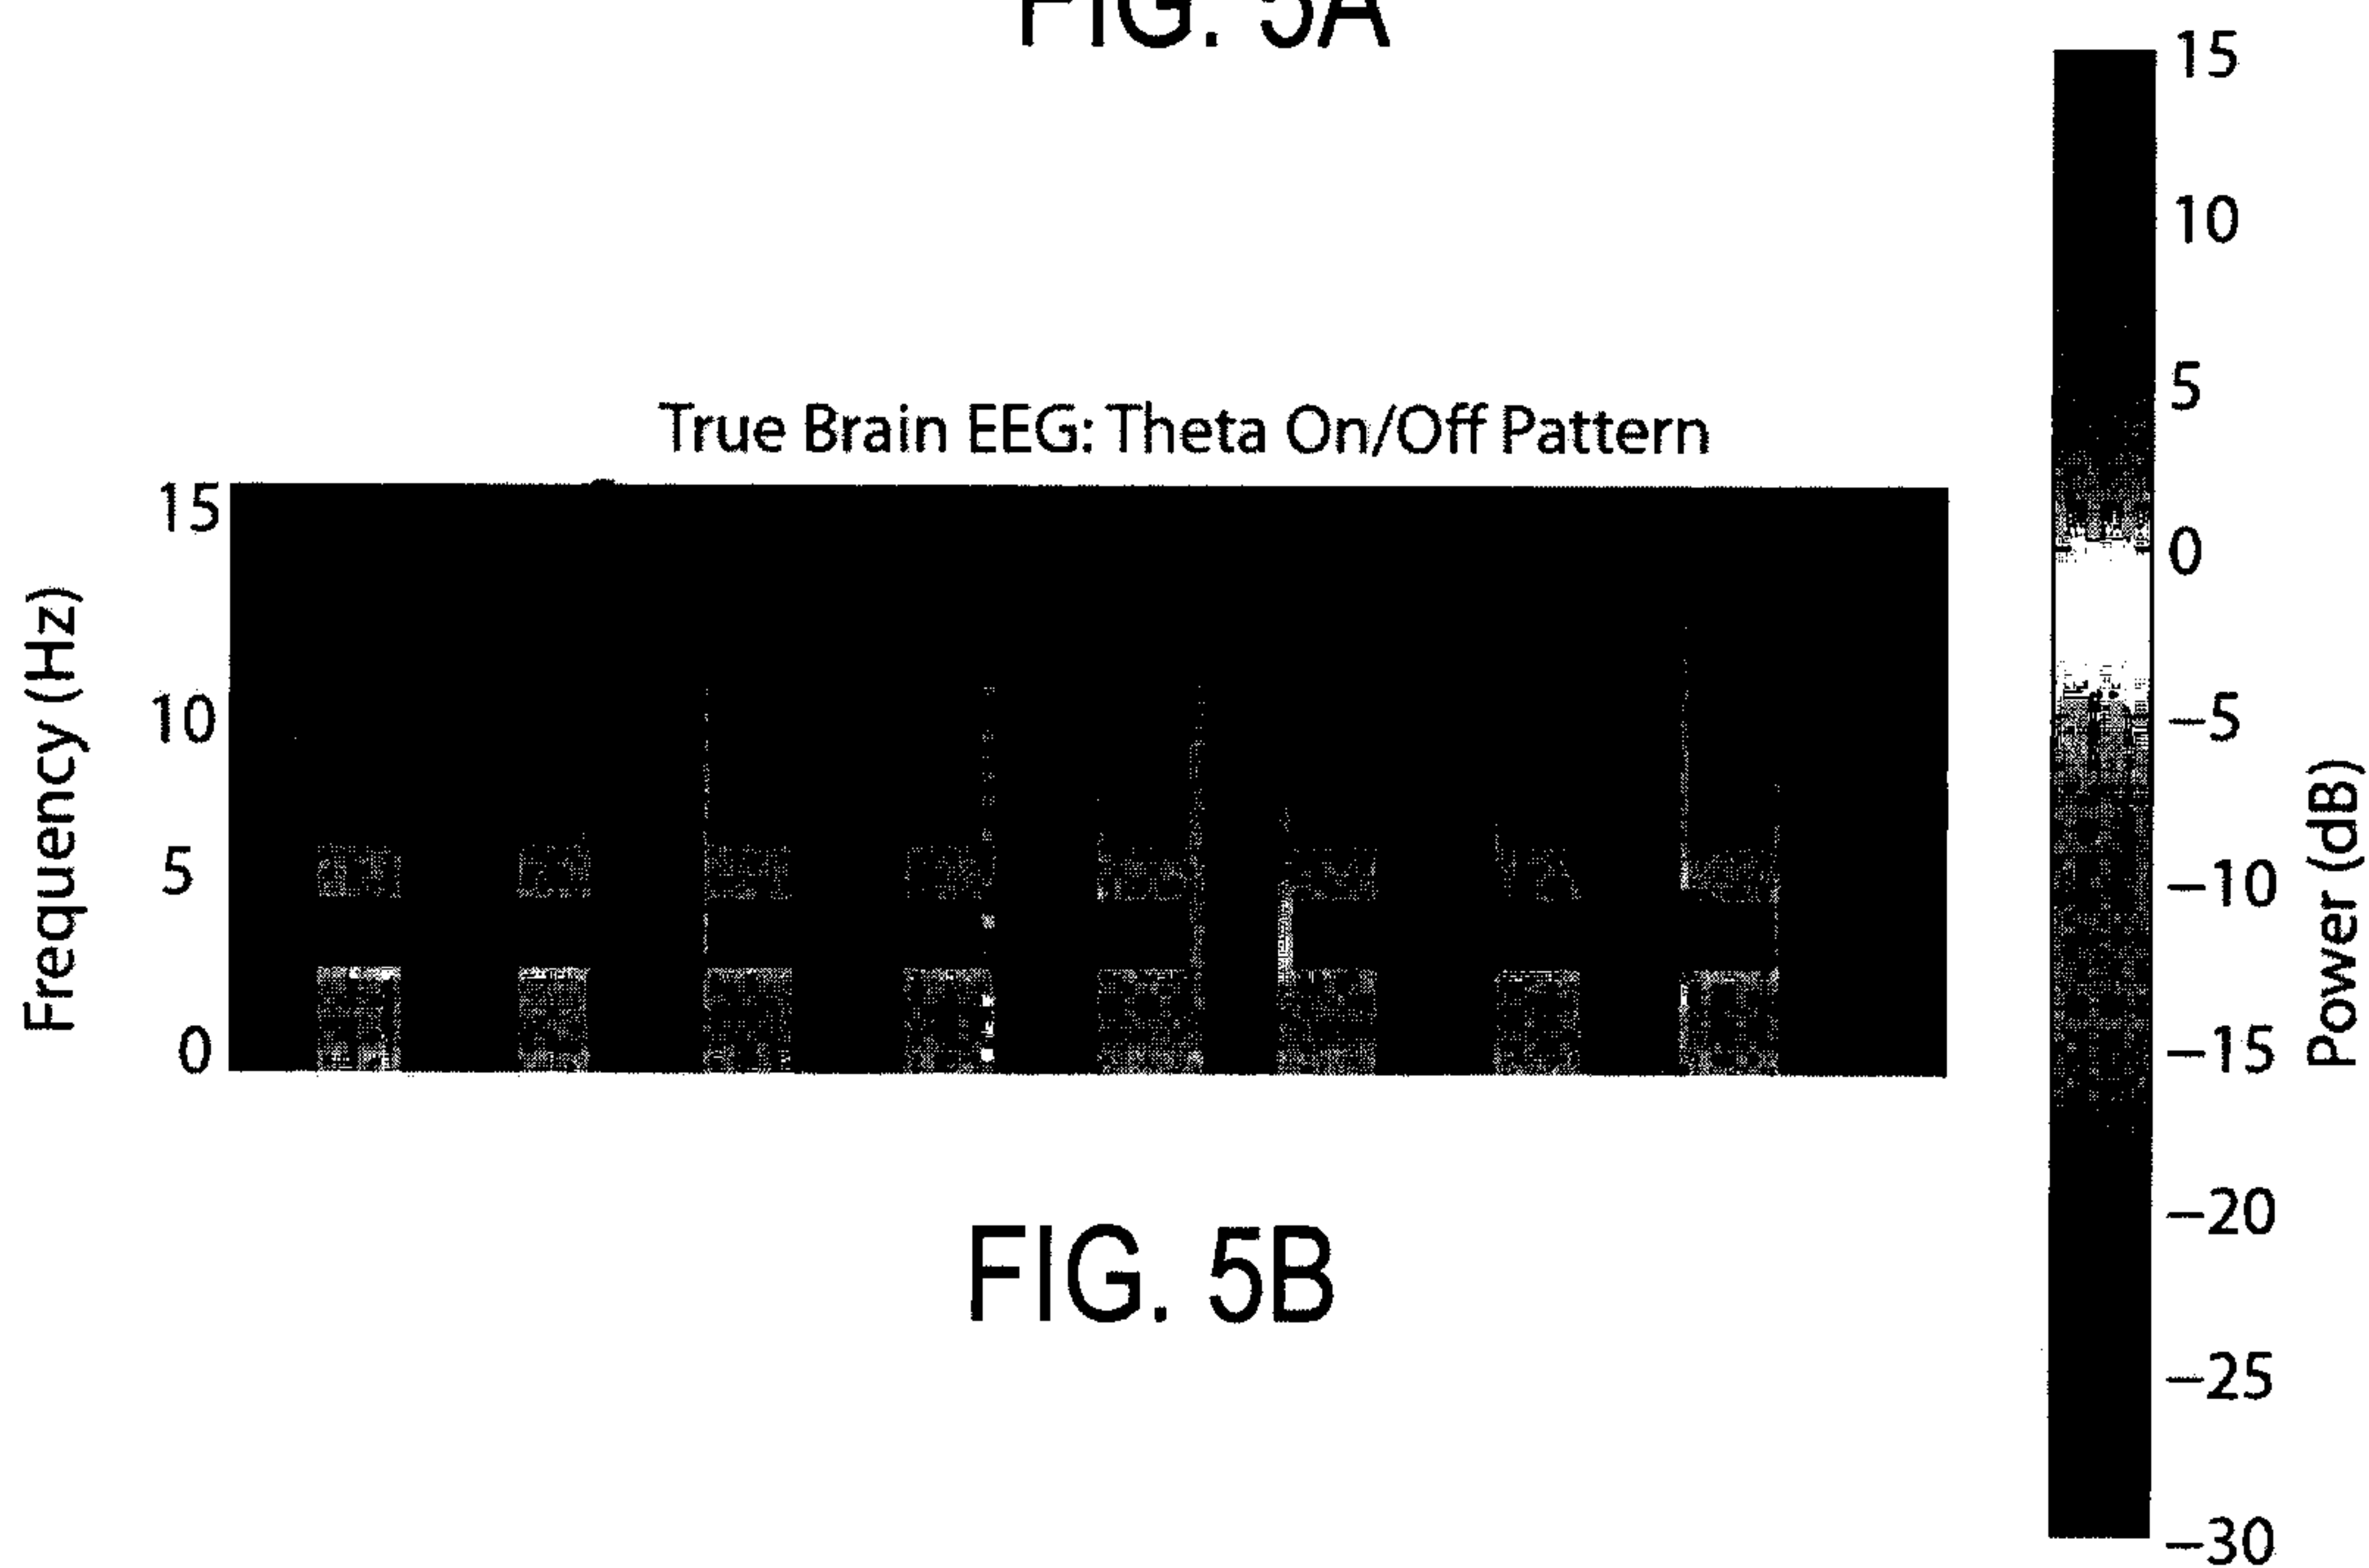 FIG. 5A
True Brain EEG: Theta On/Off Pattern
Frequency (Hz)
15
10
5
0
15
10
5
0
−5
−10
−15
−20
−25
−30
Power (dB)
FIG. 5B